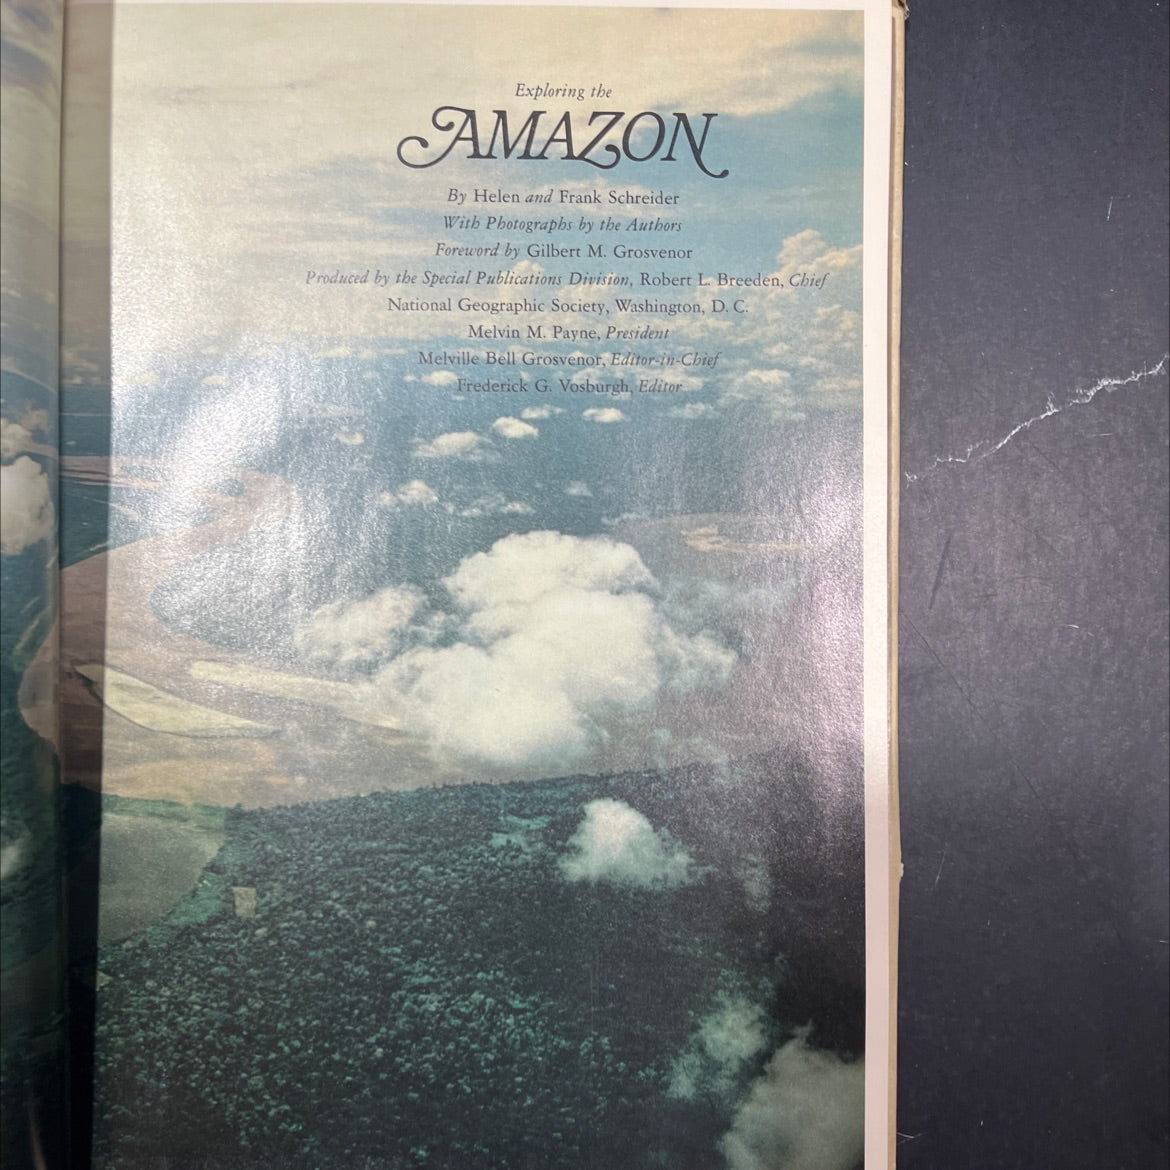 Exploring the
AMAZON
By Helen and Frank Schreider
With Photographs by the Authors
Foreword by Gilbert M. Grosvenor
Produced by the Special Publications Division, Robert L. Breeden, Chief
National Geographic Society, Washington, D. C.
Melvin M. Payne, President
Melville Bell Grosvenor, Editor-in-Chief
Frederick G. Vosburgh, Editor